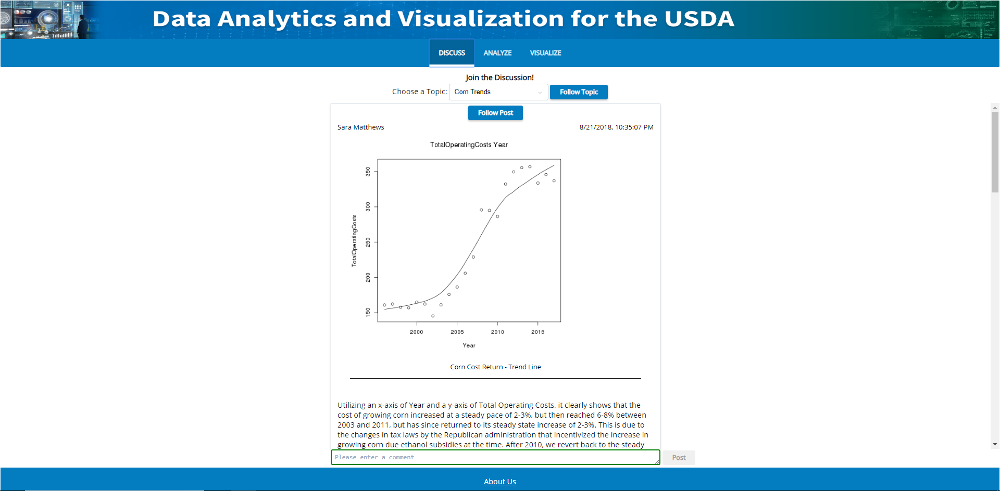 Data Analytics and Visualization for the USDA
DISCUSS ANALYZE VISUALIZE
Join the Discussion!
Choose a Topic: Corn Trends Follow Topic
Follow Post
Sara Matthews 8/21/2018, 10:35:07 PM
TotalOperatingCosts Year
TotalOperatingCosts
350
300
250
200
150
2000 2005 2010 2015
Year
Corn Cost Return - Trend Line
Utilizing an x-axis of Year and a y-axis of Total Operating Costs, it clearly shows that the
cost of growing corn increased at a steady pace of 2-3%, but then reached 6-8% between
2003 and 2011, but has since returned to its steady state increase of 2-3%. This is due to
the changes in tax laws by the Republican administration that incentivized the increase in
growing corn due ethanol subsidies at the time. After 2010, we revert back to the steady
Please enter a comment Post
About Us